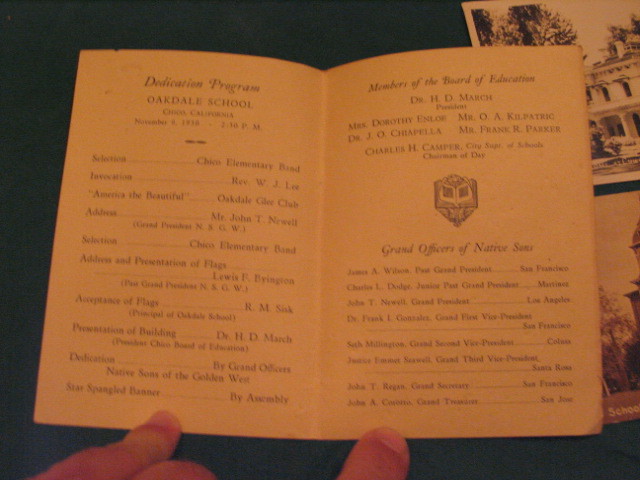 Dedication Program
OAKDALE SCHOOL
CHICO, CALIFORNIA
2:30 P. M.
Selection Chico Elementary Band
Invocation Rev. W. J. Lee
"America the Beautiful" Oakdale Glee Club
Address Mr. John T. Newell
(Grand President N. S. G. W.)
Selection Chico Elementary Band
Address and Presentation of Flags
Lewis F. Byington
(Past Grand President N. S. G. W.)
Acceptance of Flags R. M. Sisk
(Principal of Oakdale School)
Presentation of Building Dr. H. D. March
(President Chico Board of Education)
Dedication By Grand Officers
Native Sons of the Golden West
Star Spangled Banner By Assembly
Members of the Board of Education
DR. H. D. MARCH
President
MRS. DOROTHY ENLOE MR. O. A. KILPATRIC
DR. J. O. CHIAPELLA MR. FRANK R. PARKER
CHARLES H. CAMPER, City Supt. of Schools
Chairman of Day
Grand Officers of Native Sons
James A. Wilson, Past Grand President San Francisco
Charles L. Dodge, Junior Past Grand President Martinez
John T. Newell, Grand President Los Angeles
Dr. Frank I. Gonzalez, Grand First Vice-President
San Francisco
Seth Millington, Grand Second Vice-President Colusa
Justice Emmet Seawell, Grand Third Vice-President
Santa Rosa
John T. Regan, Grand Secretary San Francisco
John A. Corotto, Grand Treasurer San Jose
School